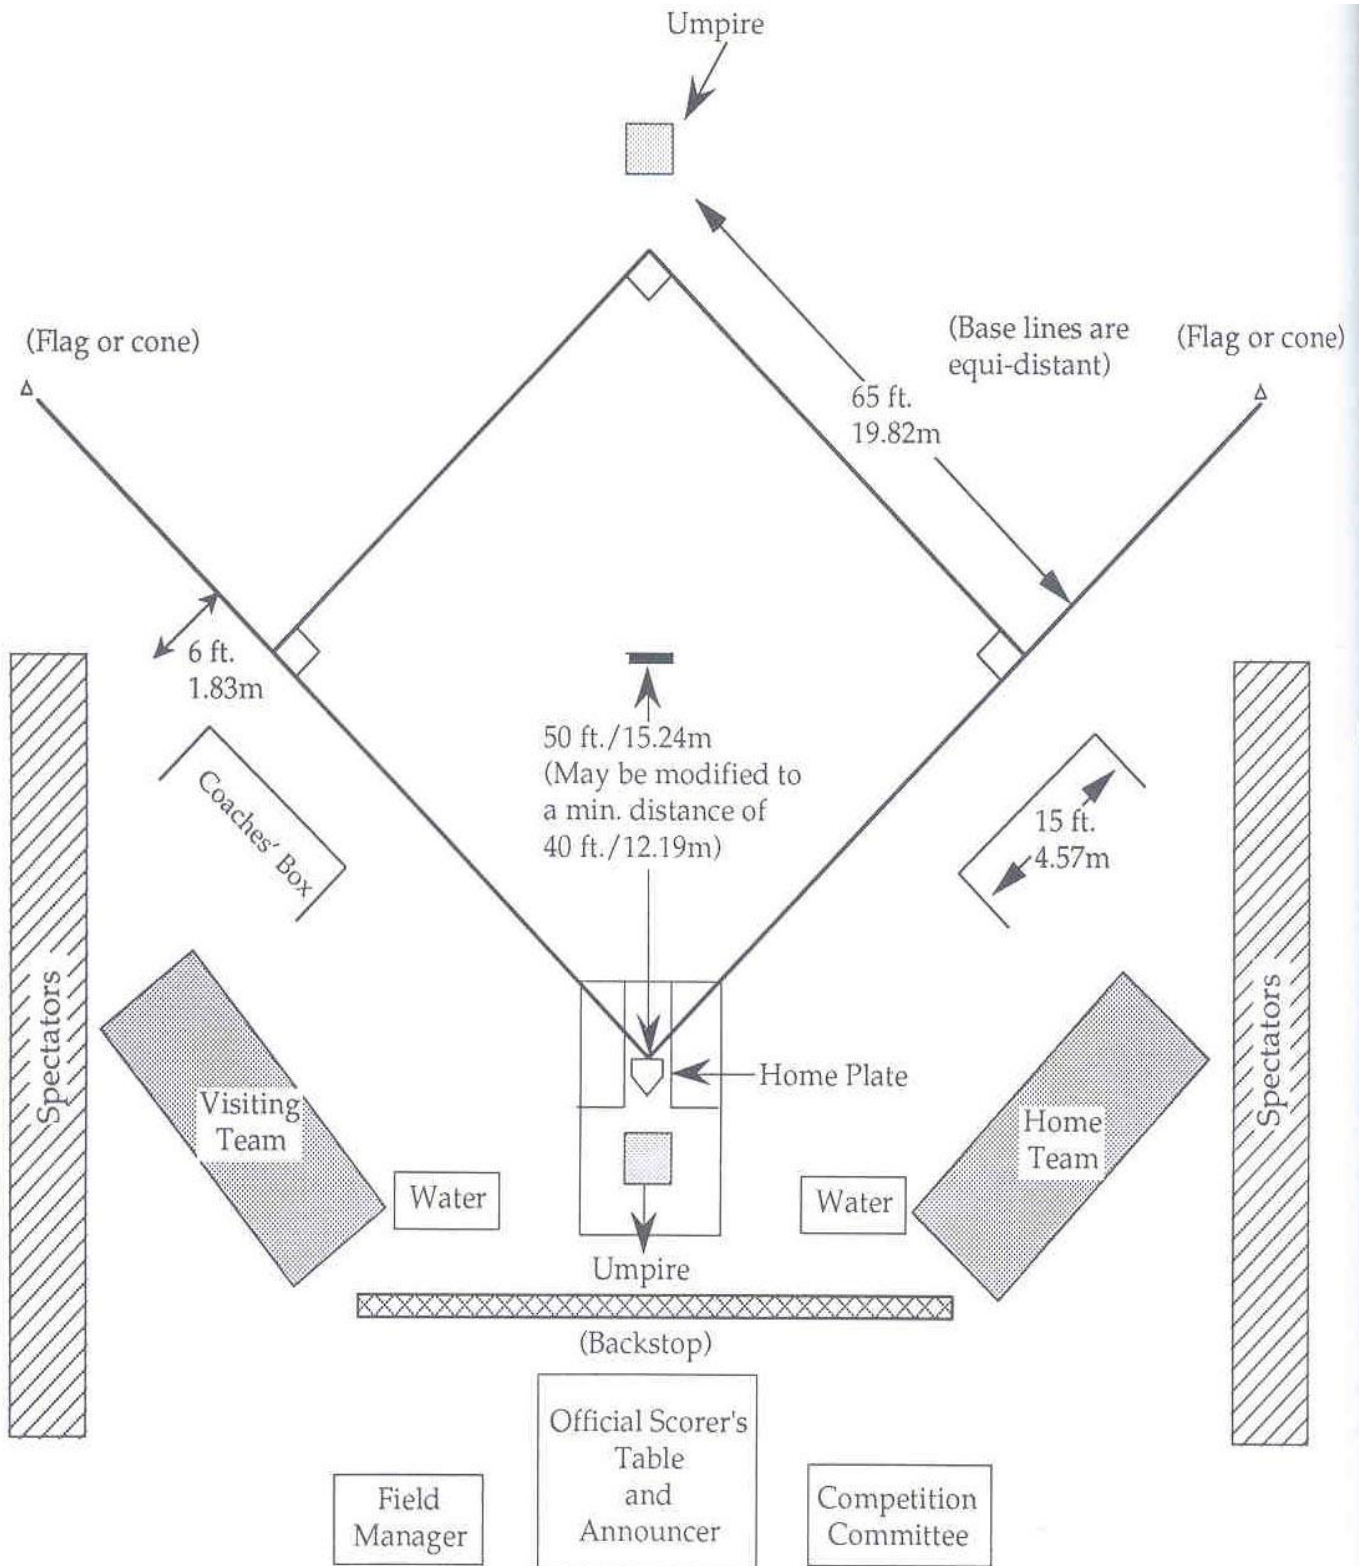 Umpire
(Flag or cone)
(Base lines are
equi-distant)
(Flag or cone)
65 ft.
19.82m
6 ft.
1.83m
50 ft./15.24m
(May be modified to
a min. distance of
40 ft./12.19m)
Coaches' Box
15 ft.
4.57m
Spectators
Visiting
Team
Home Plate
Home
Team
Spectators
Water
Water
Umpire
(Backstop)
Official Scorer's
Table
and
Announcer
Field
Manager
Competition
Committee